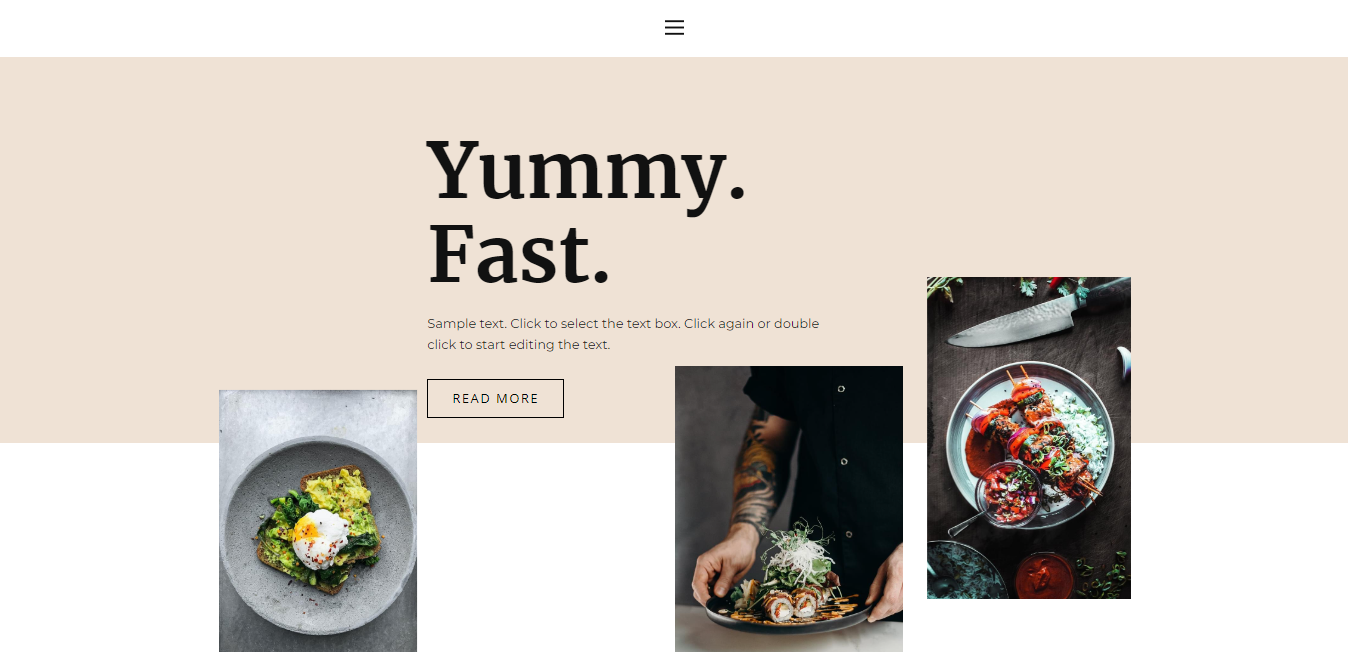 Yummy.
Fast.
Sample text. Click to select the text box. Click again or double
click to start editing the text.
READ MORE